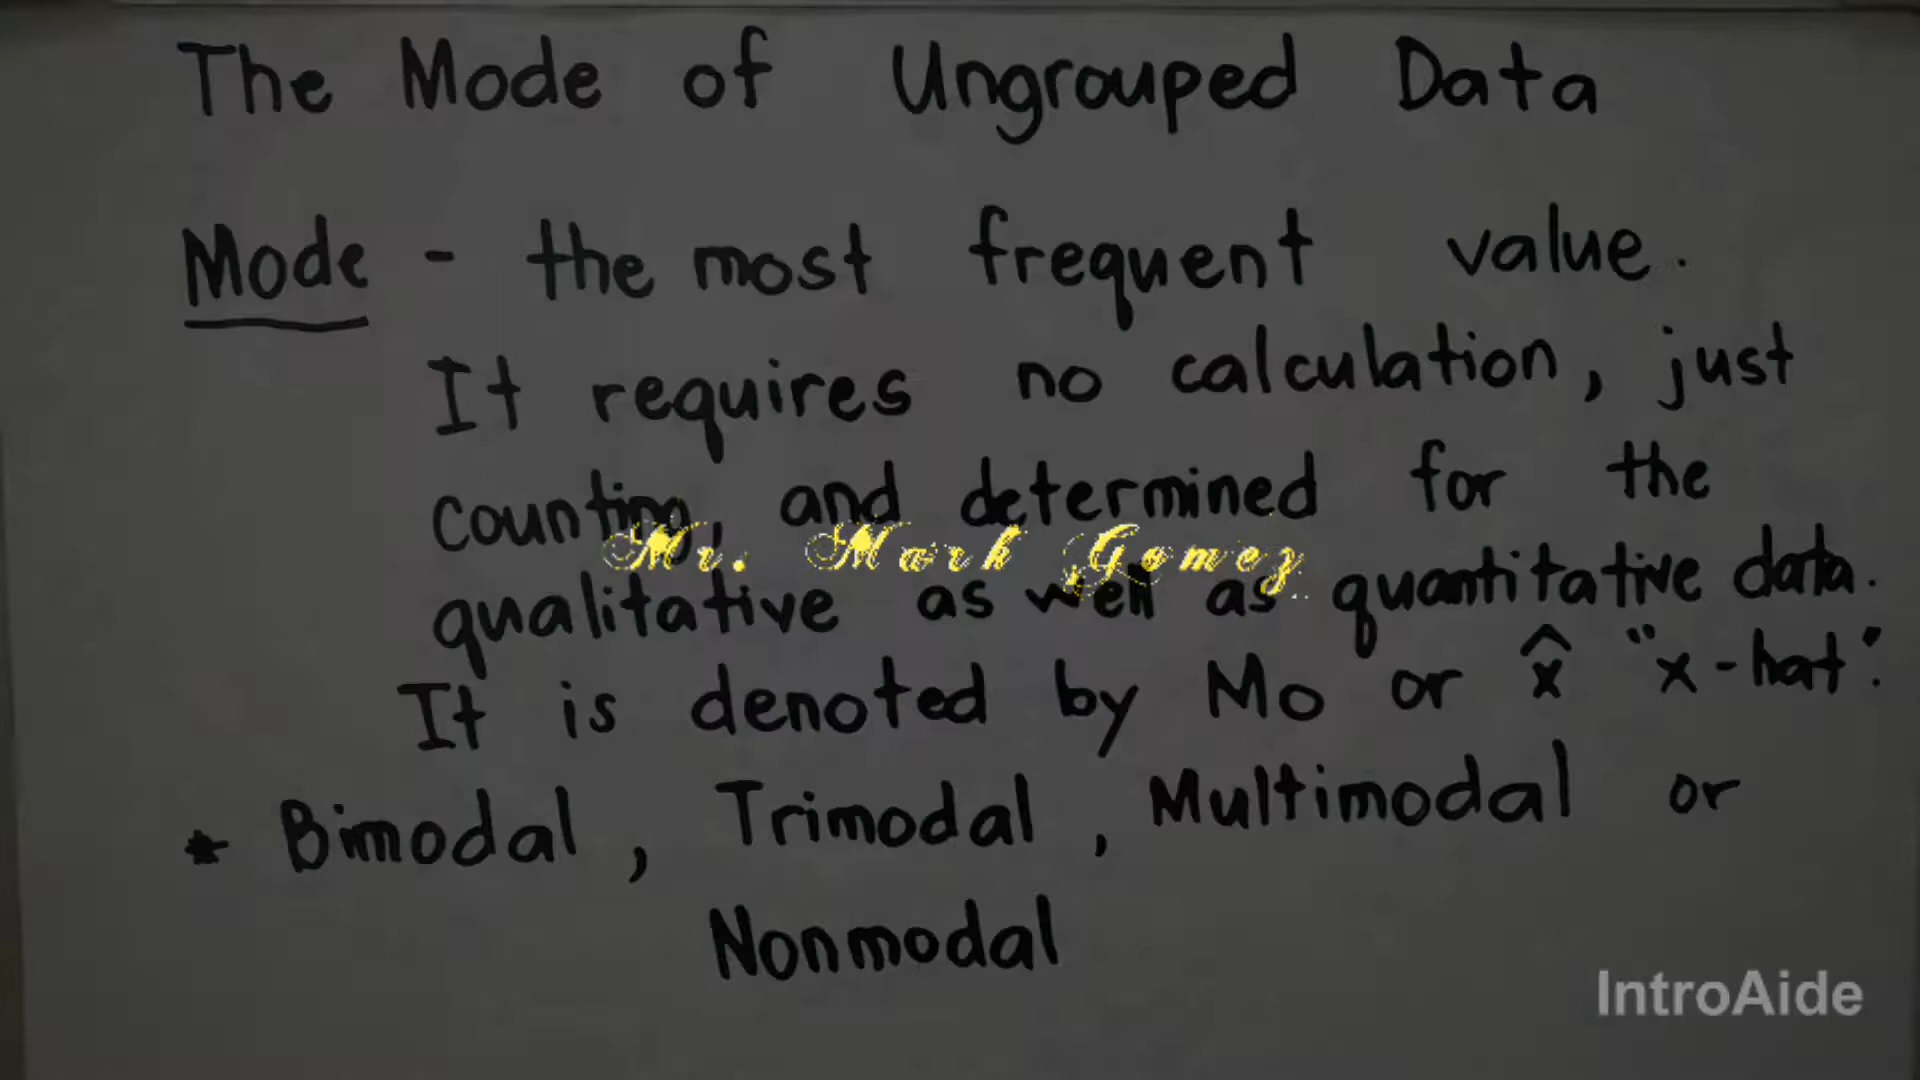 The Mode of Ungrouped Data
Mode - the most frequent value.
It requires no calculation, just
counting, and determined for the
Mr. Mark Gomez
qualitative as well as quantitative data.
It is denoted by Mo or x̂ "x-hat".
* Bimodal, Trimodal, Multimodal or
Nonmodal
IntroAide